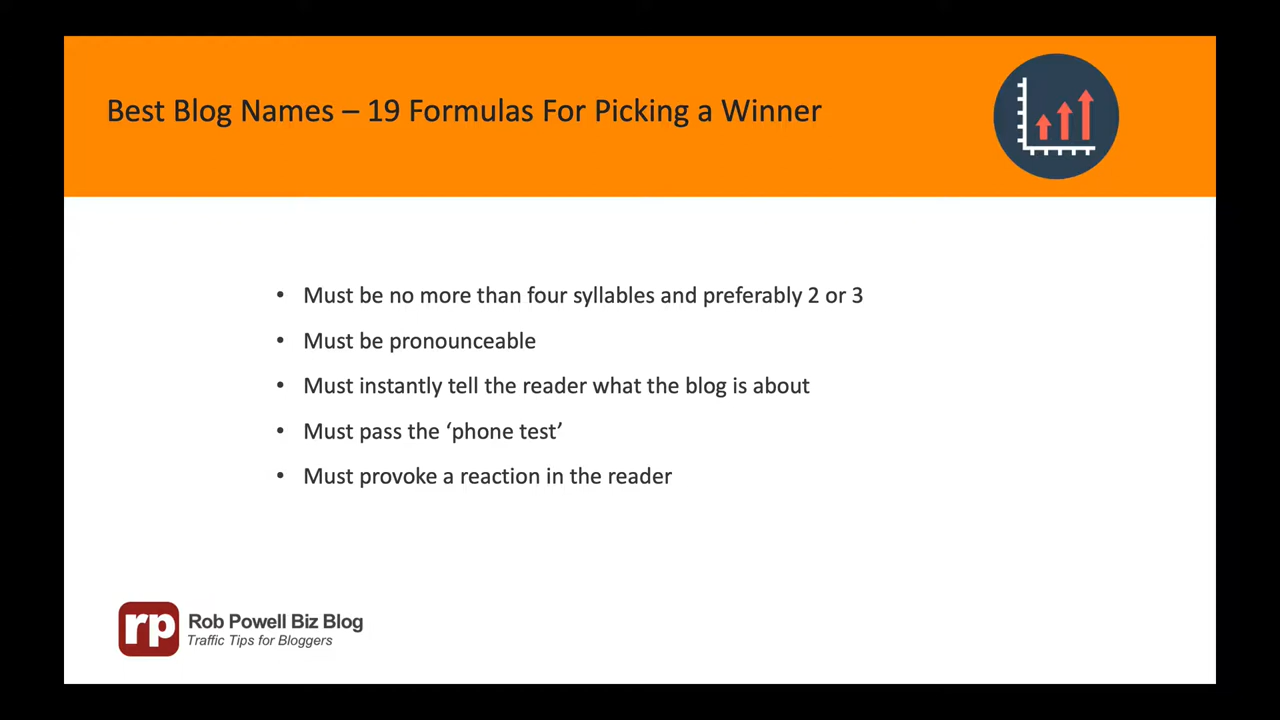 Best Blog Names – 19 Formulas For Picking a Winner
• Must be no more than four syllables and preferably 2 or 3
• Must be pronounceable
• Must instantly tell the reader what the blog is about
• Must pass the ‘phone test’
• Must provoke a reaction in the reader
rp
Rob Powell Biz Blog
Traffic Tips for Bloggers